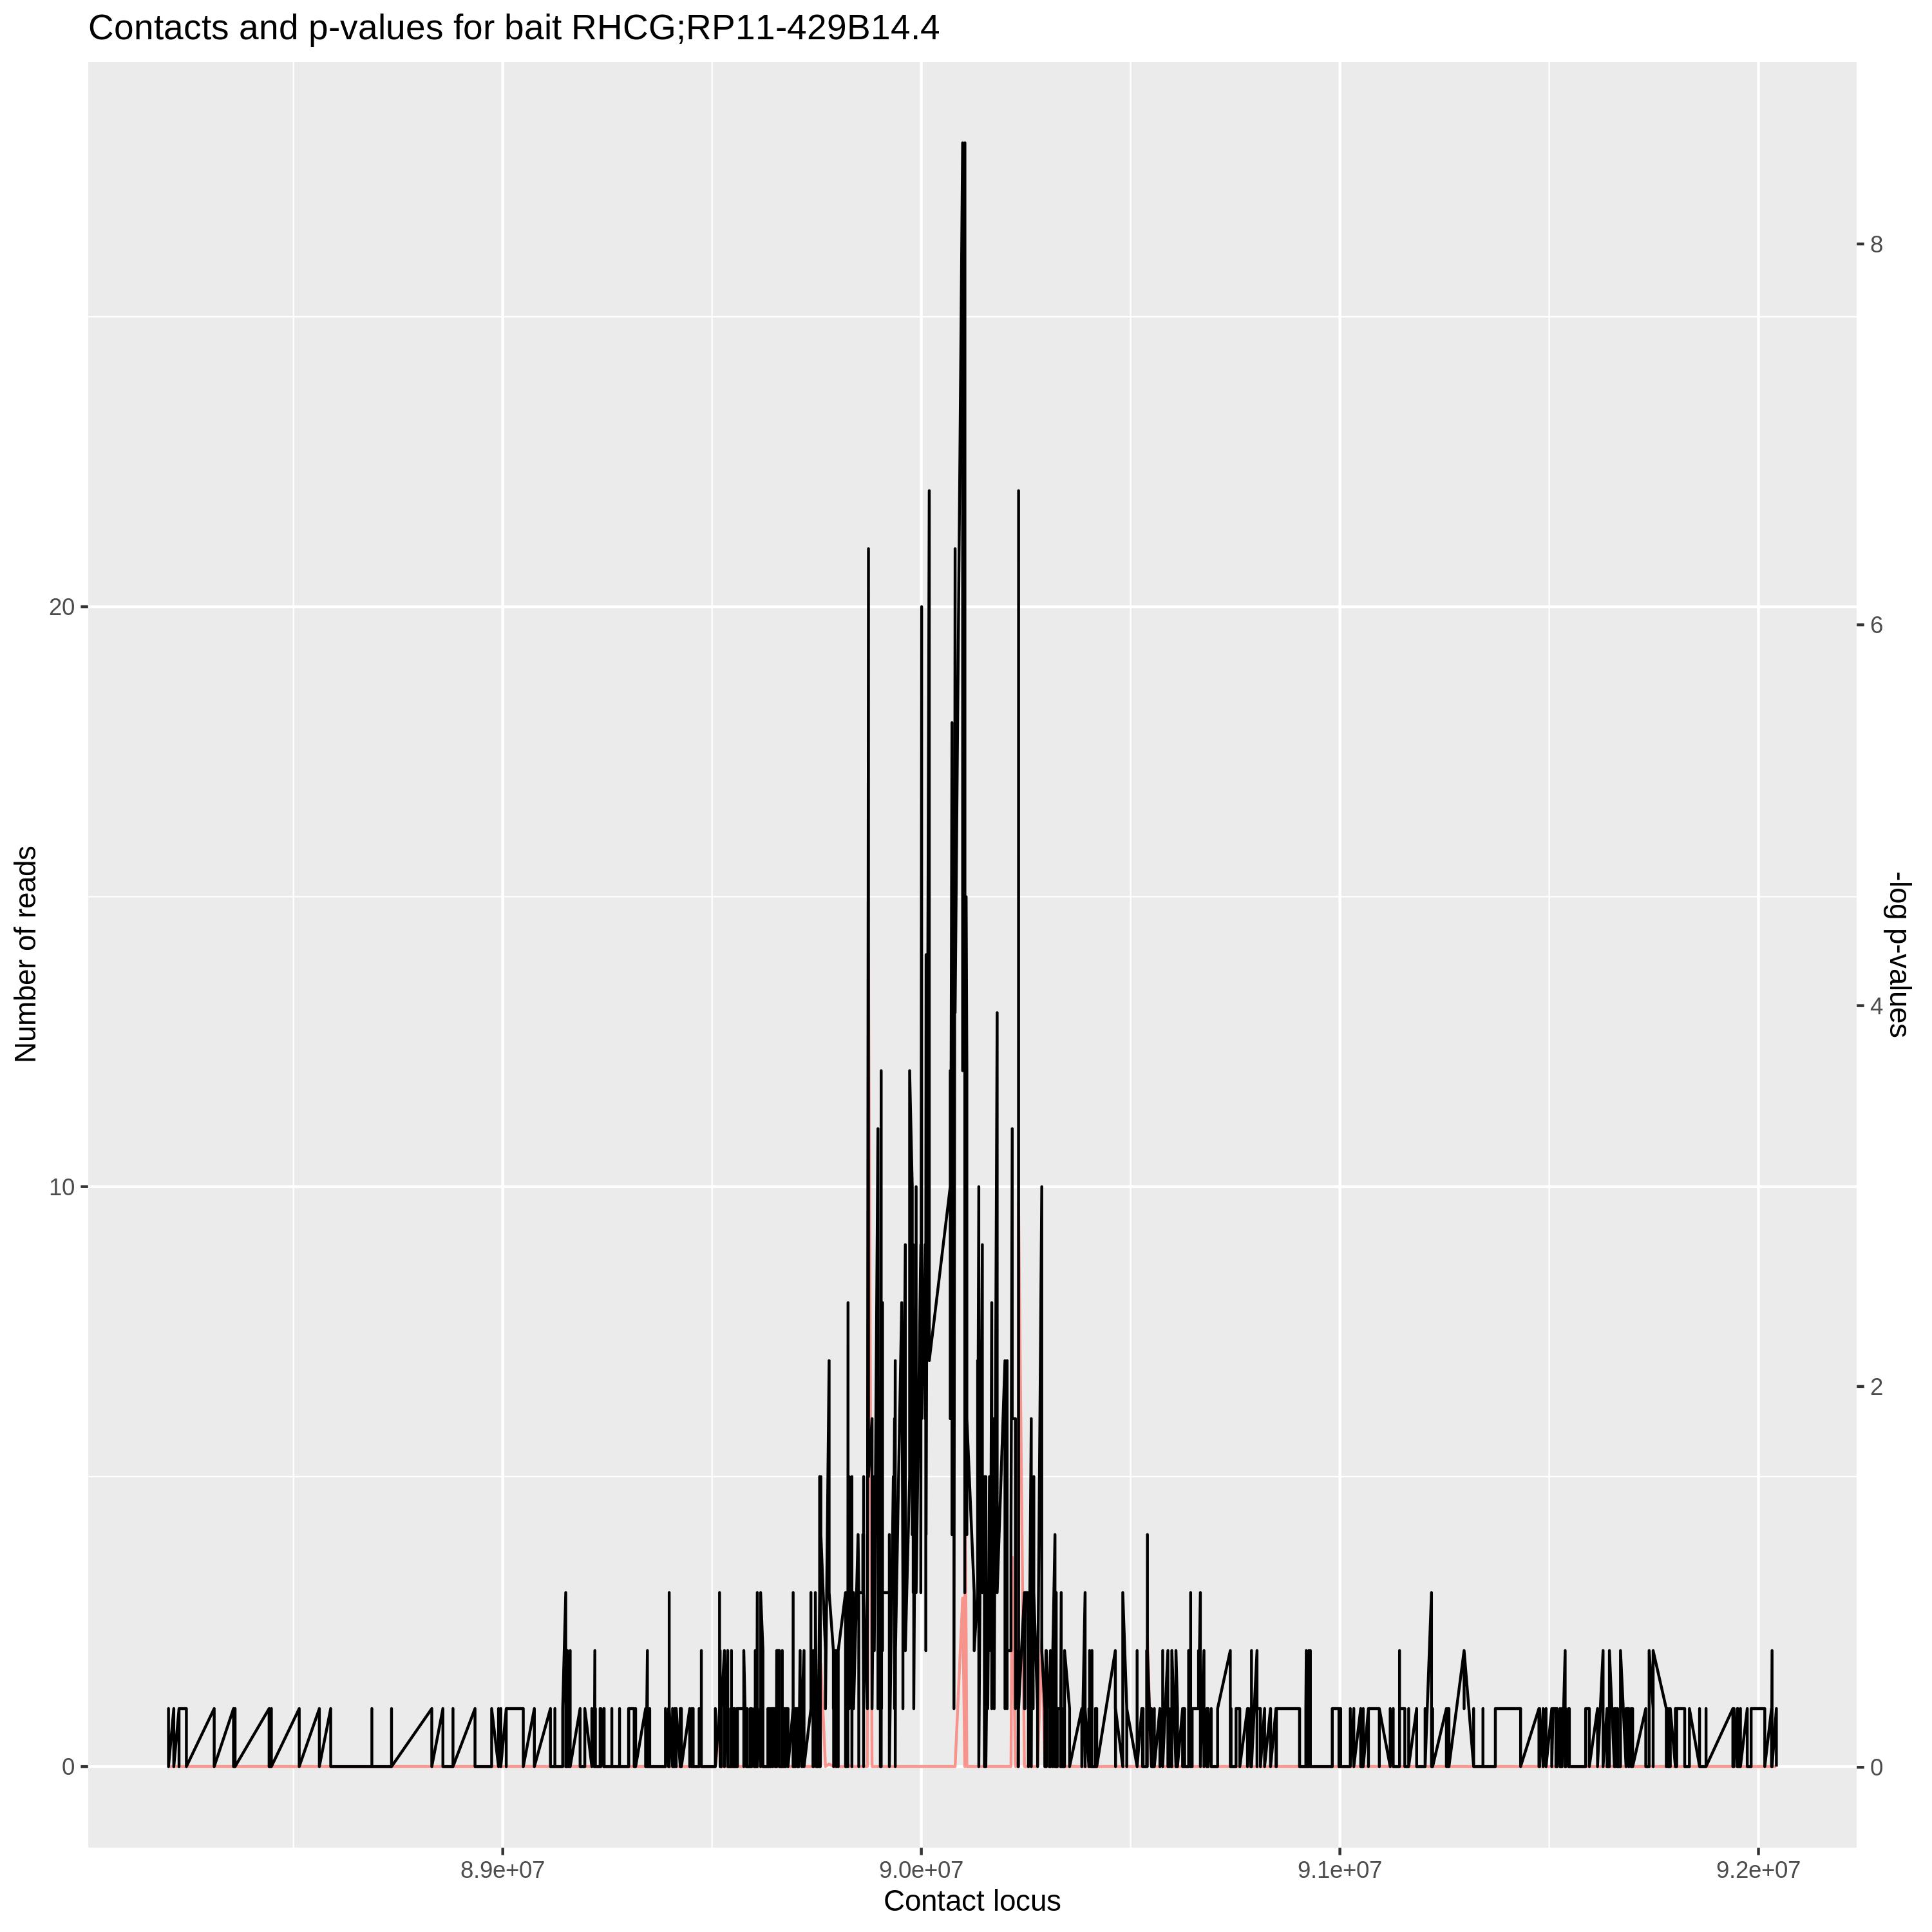 Contacts and p-values for bait RHCG;RP11-429B14.4
Number of reads
20
10
0
8
6
4
2
0
-log p-values
8.9e+07
9.0e+07
9.1e+07
9.2e+07
Contact locus